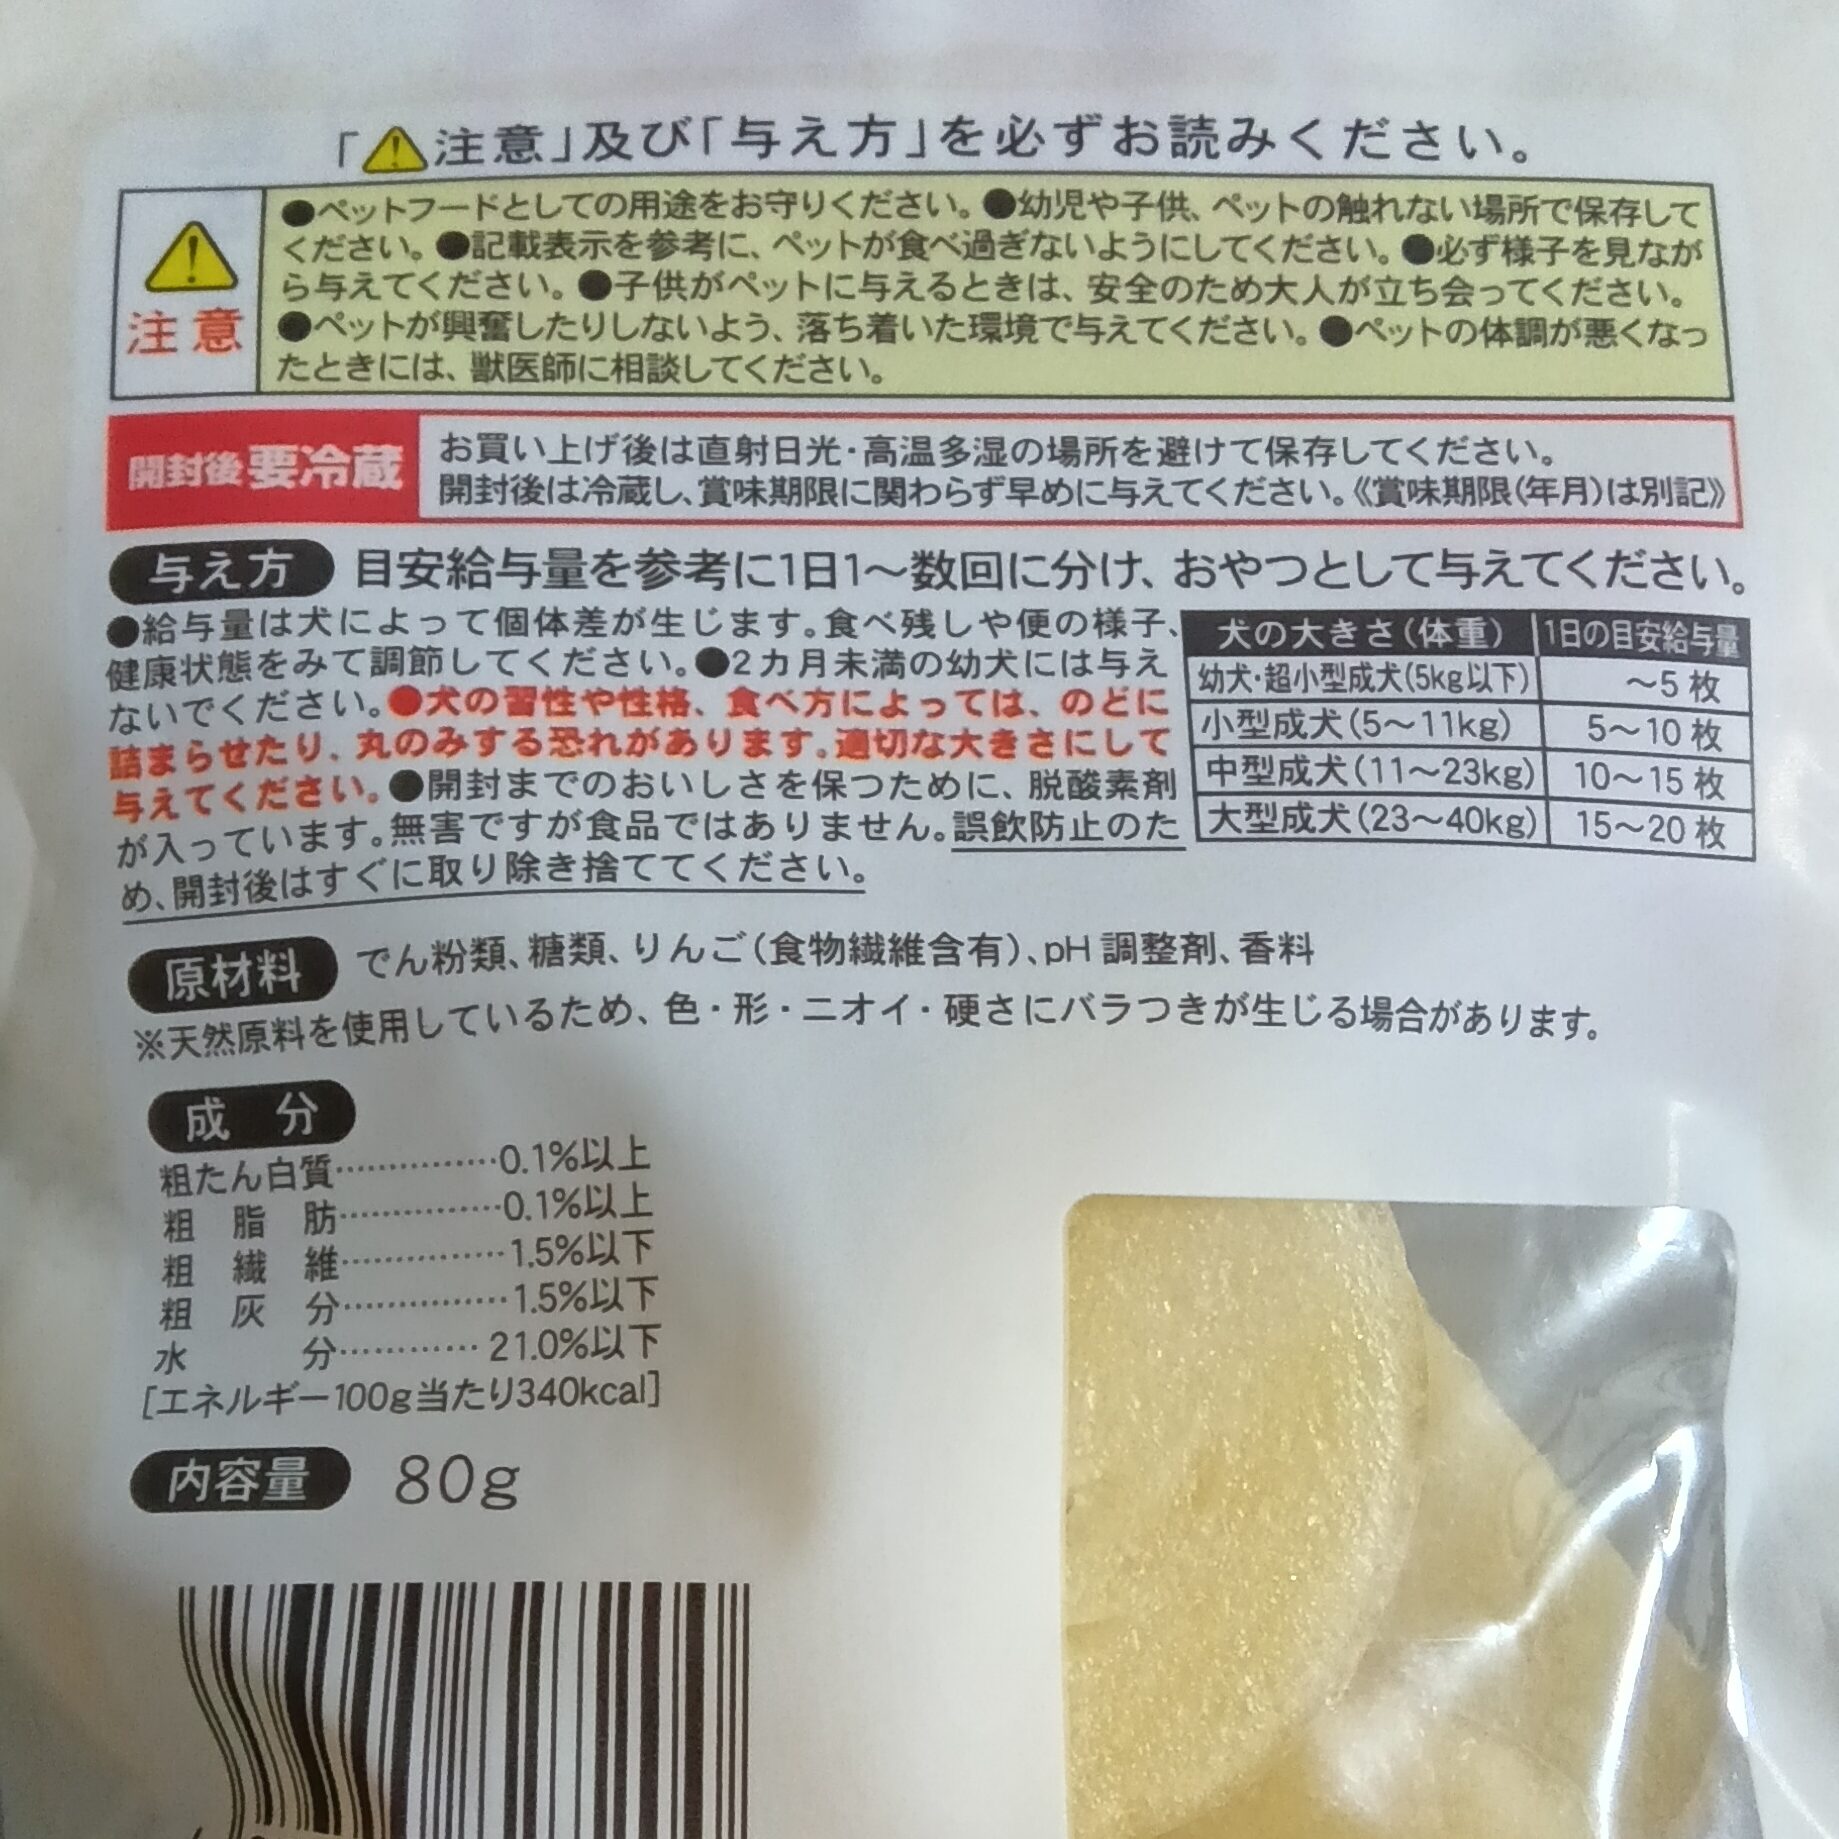 「⚠注意」及び「与え方」を必ずお読みください。
注意
●ペットフードとしての用途をお守りください。●幼児や子供、ペットの触れない場所で保存して
ください。●記載表示を参考に、ペットが食べ過ぎないようにしてください。●必ず様子を見なが
ら与えてください。●子供がペットに与えるときは、安全のため大人が立ち会ってください。
●ペットが興奮したりしないよう、落ち着いた環境で与えてください。●ペットの体調が悪くなっ
たときには、獣医師に相談してください。
開封後要冷蔵
お買い上げ後は直射日光・高温多湿の場所を避けて保存してください。
開封後は冷蔵し、賞味期限に関わらず早めに与えてください。《賞味期限(年月)は別記》
与え方 目安給与量を参考に1日1～数回に分け、おやつとして与えてください。
●給与量は犬によって個体差が生じます。食べ残しや便の様子、
健康状態をみて調節してください。●2カ月未満の幼犬には与え
ないでください。●犬の習性や性格、食べ方によっては、のどに
詰まらせたり、丸のみする恐れがあります。適切な大きさにして
与えてください。●開封までのおいしさを保つために、脱酸素剤
が入っています。無害ですが食品ではありません。誤飲防止のた
め、開封後はすぐに取り除き捨ててください。
犬の大きさ(体重) 1日の目安給与量
幼犬・超小型成犬(5kg以下) ～5枚
小型成犬(5～11kg) 5～10枚
中型成犬(11～23kg) 10～15枚
大型成犬(23～40kg) 15～20枚
原材料 でん粉類、糖類、りんご(食物繊維含有)、pH調整剤、香料
※天然原料を使用しているため、色・形・ニオイ・硬さにバラつきが生じる場合があります。
成分
粗たん白質……………0.1%以上
粗脂肪……………0.1%以上
粗繊維……………1.5%以下
粗灰分……………1.5%以下
水分…………21.0%以下
[エネルギー100g当たり340kcal]
内容量 80g